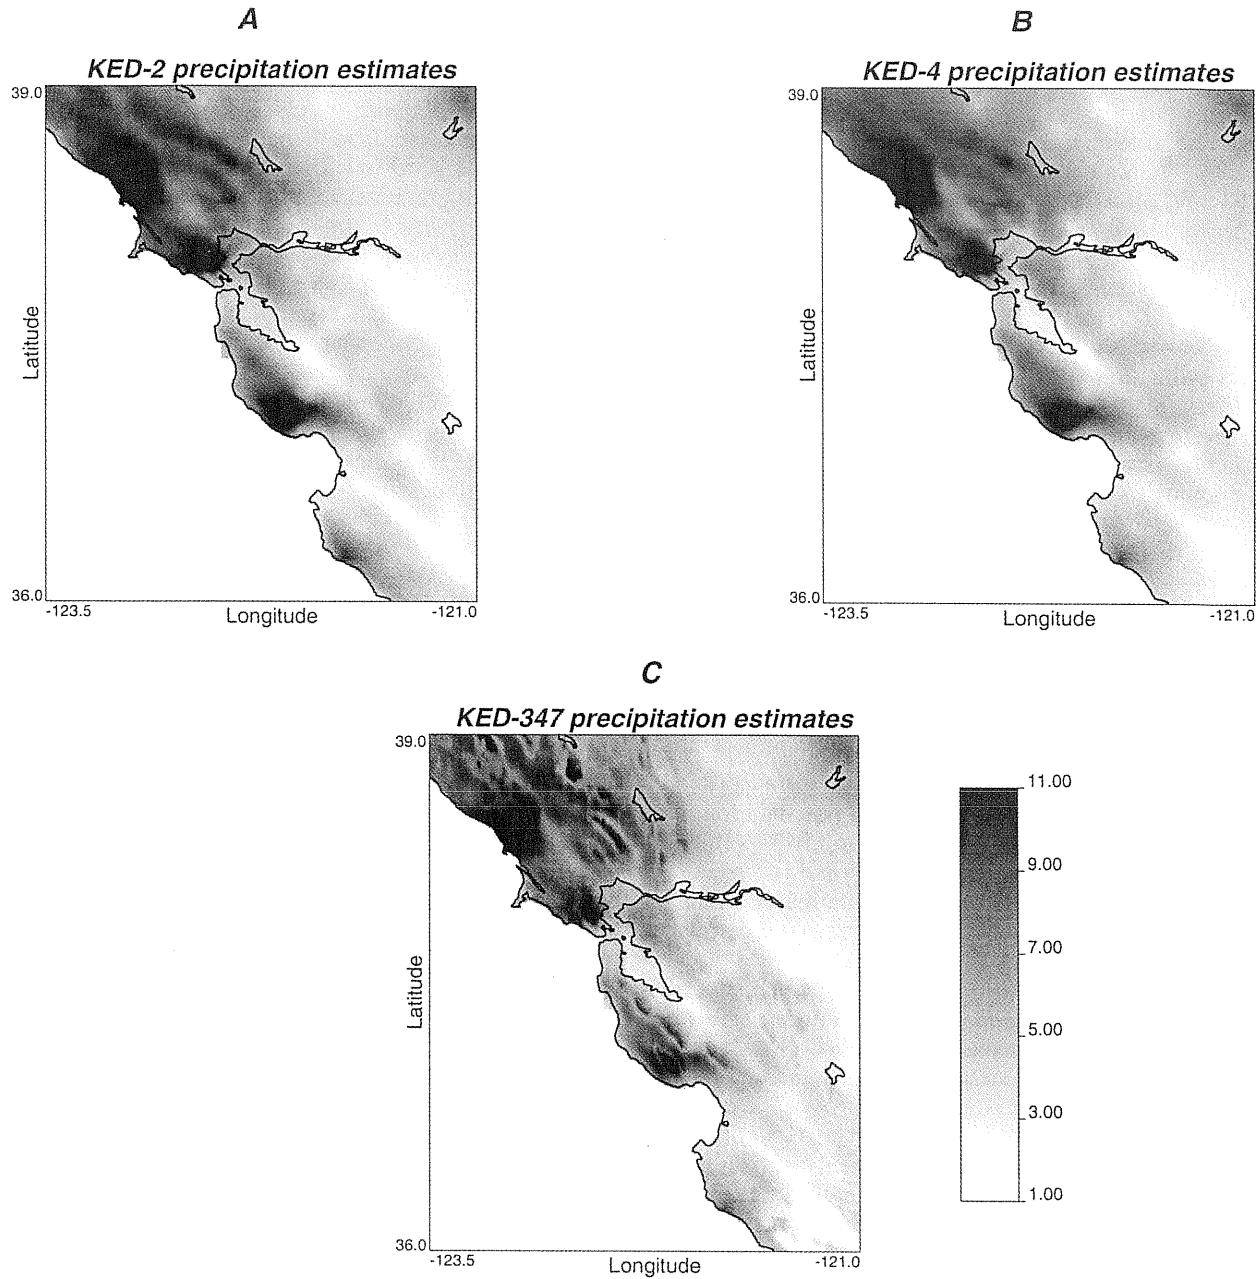 A
KED-2 precipitation estimates
39.0
Latitude
36.0
-123.5
Longitude
-121.0
B
KED-4 precipitation estimates
39.0
Latitude
36.0
-123.5
Longitude
-121.0
C
KED-347 precipitation estimates
39.0
Latitude
36.0
-123.5
Longitude
-121.0
11.00
9.00
7.00
5.00
3.00
1.00